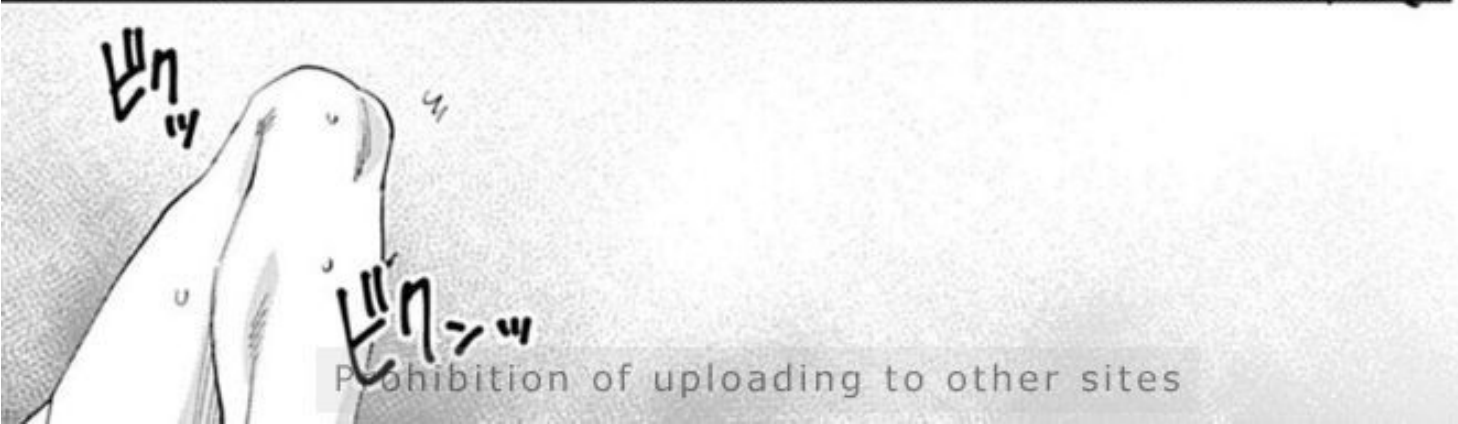 ビクッ
ビクンッ
Prohibition of uploading to other sites